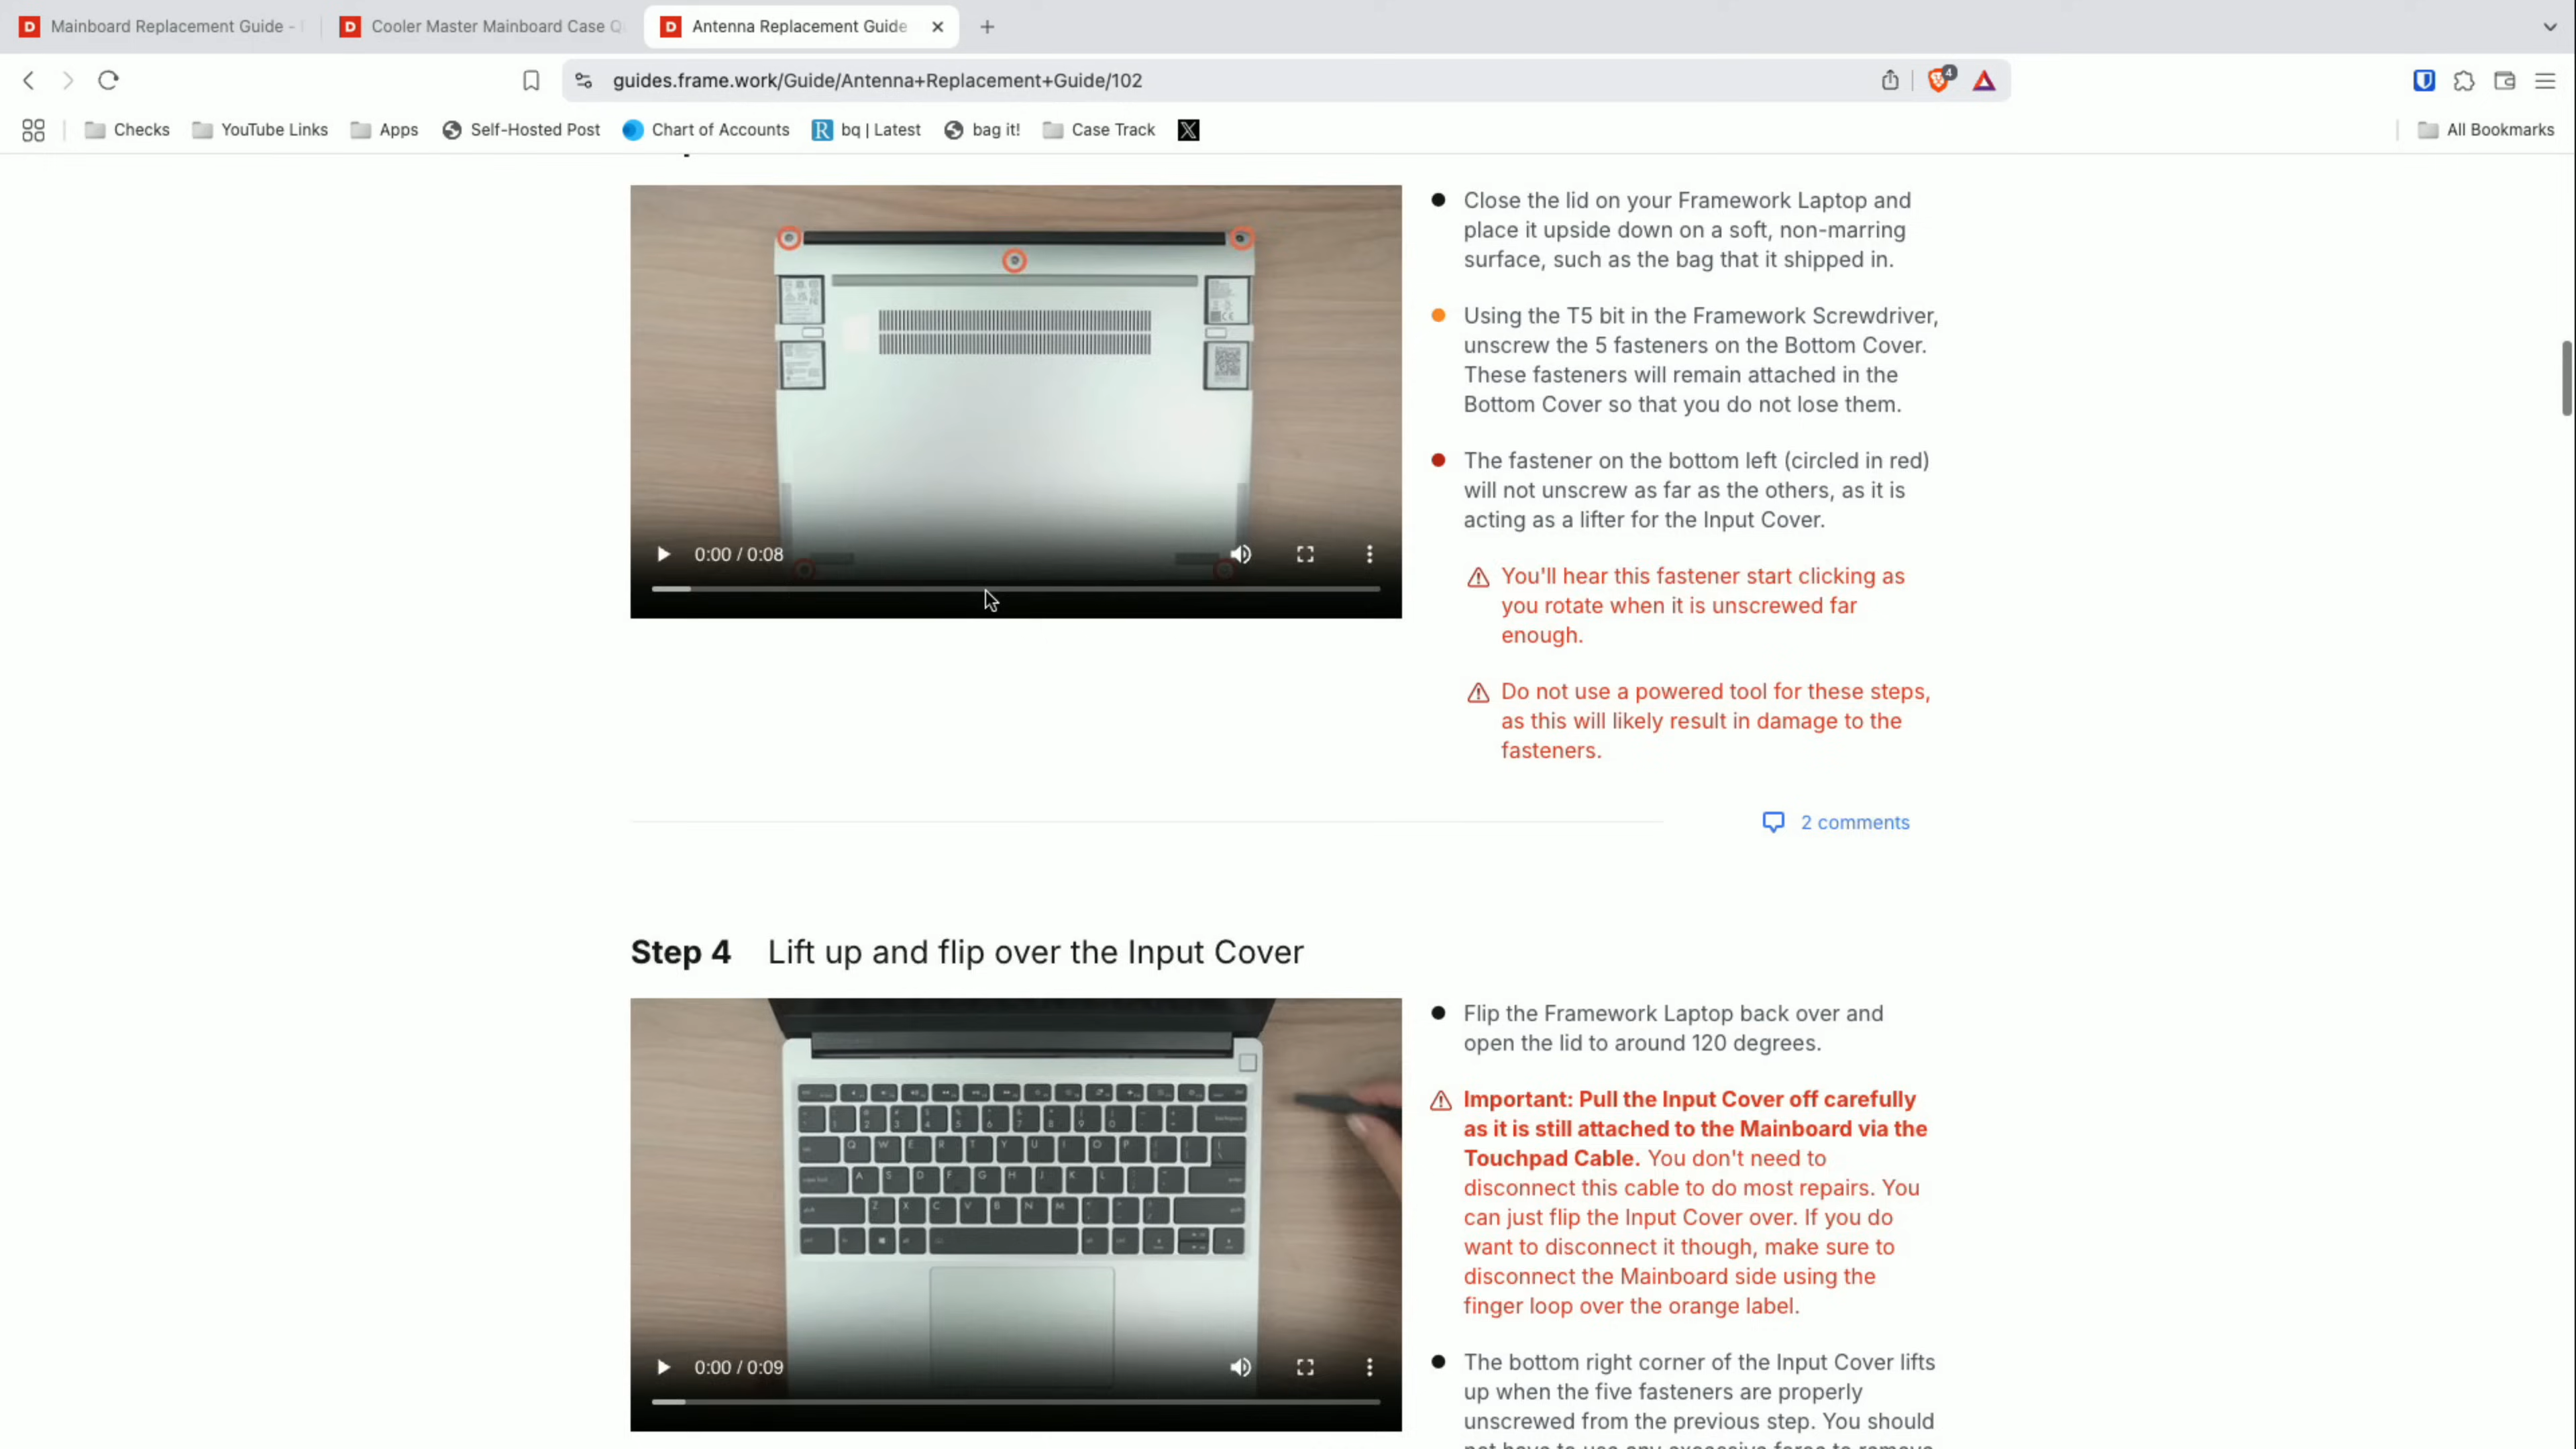 Mainboard Replacement Guide -
Cooler Master Mainboard Case Q
Antenna Replacement Guide
guides.frame.work/Guide/Antenna+Replacement+Guide/102
4
Checks
YouTube Links
Apps
Self-Hosted Post
Chart of Accounts
bq | Latest
bag it!
Case Track
All Bookmarks
Close the lid on your Framework Laptop and
place it upside down on a soft, non-marring
surface, such as the bag that it shipped in.
Using the T5 bit in the Framework Screwdriver,
unscrew the 5 fasteners on the Bottom Cover.
These fasteners will remain attached in the
Bottom Cover so that you do not lose them.
The fastener on the bottom left (circled in red)
will not unscrew as far as the others, as it is
acting as a lifter for the Input Cover.
You'll hear this fastener start clicking as
you rotate when it is unscrewed far
enough.
Do not use a powered tool for these steps,
as this will likely result in damage to the
fasteners.
0:00 / 0:08
2 comments
Step 4 Lift up and flip over the Input Cover
Flip the Framework Laptop back over and
open the lid to around 120 degrees.
Important: Pull the Input Cover off carefully
as it is still attached to the Mainboard via the
Touchpad Cable. You don't need to
disconnect this cable to do most repairs. You
can just flip the Input Cover over. If you do
want to disconnect it though, make sure to
disconnect the Mainboard side using the
finger loop over the orange label.
The bottom right corner of the Input Cover lifts
up when the five fasteners are properly
unscrewed from the previous step. You should
Q W E R T Y U I O P
A S D F G H J K L
Z X C V B N M
0:00 / 0:09